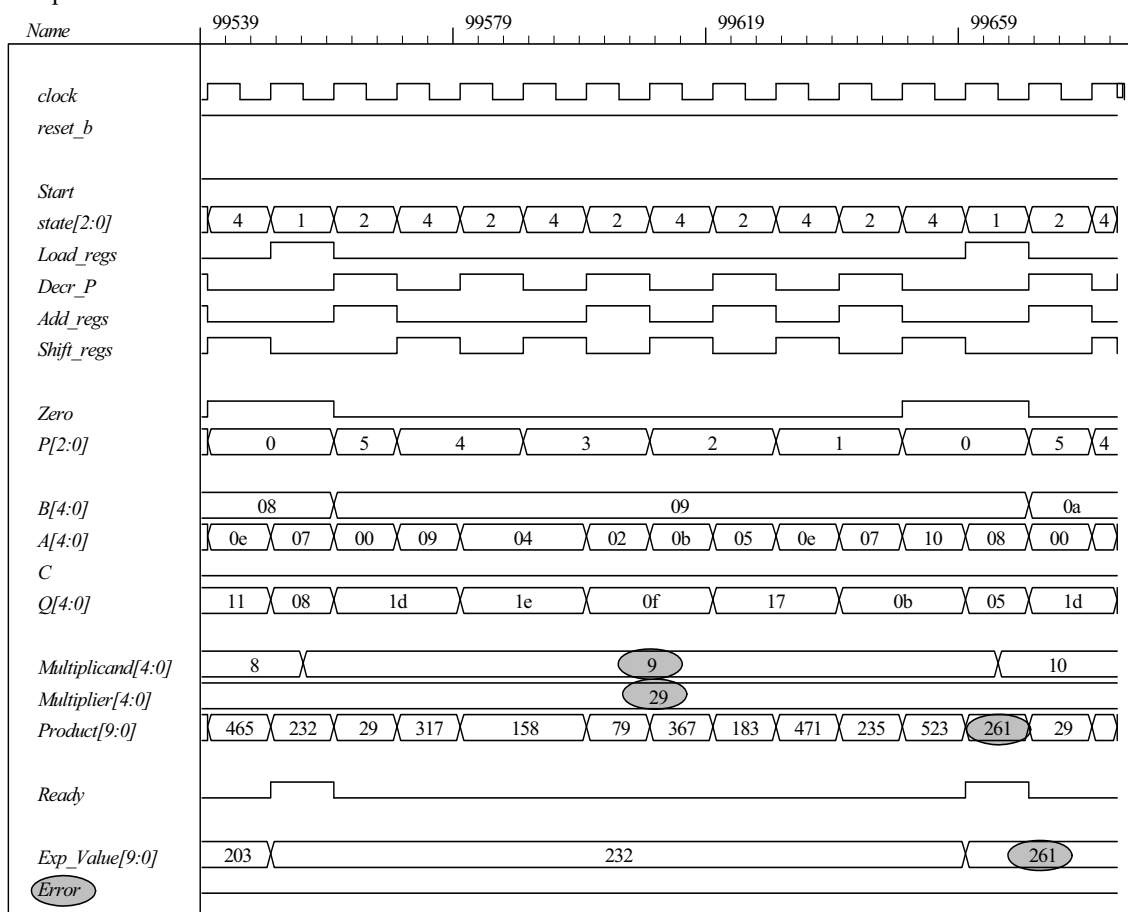 Name 99539 99579 99619 99659
clock
reset_b
Start
state[2:0] 4 1 2 4 2 4 2 4 2 4 2 4 1 2 4
Load_regs
Decr_P
Add_regs
Shift_regs
Zero
P[2:0] 0 5 4 3 2 1 0 5 4
B[4:0] 08 09 0a
A[4:0] 0e 07 00 09 04 02 0b 05 0e 07 10 08 00
C
Q[4:0] 11 08 1d 1e 0f 17 0b 05 1d
Multiplicand[4:0] 8 9 10
Multiplier[4:0] 29
Product[9:0] 465 232 29 317 158 79 367 183 471 235 523 261 29
Ready
Exp_Value[9:0] 203 232 261
Error